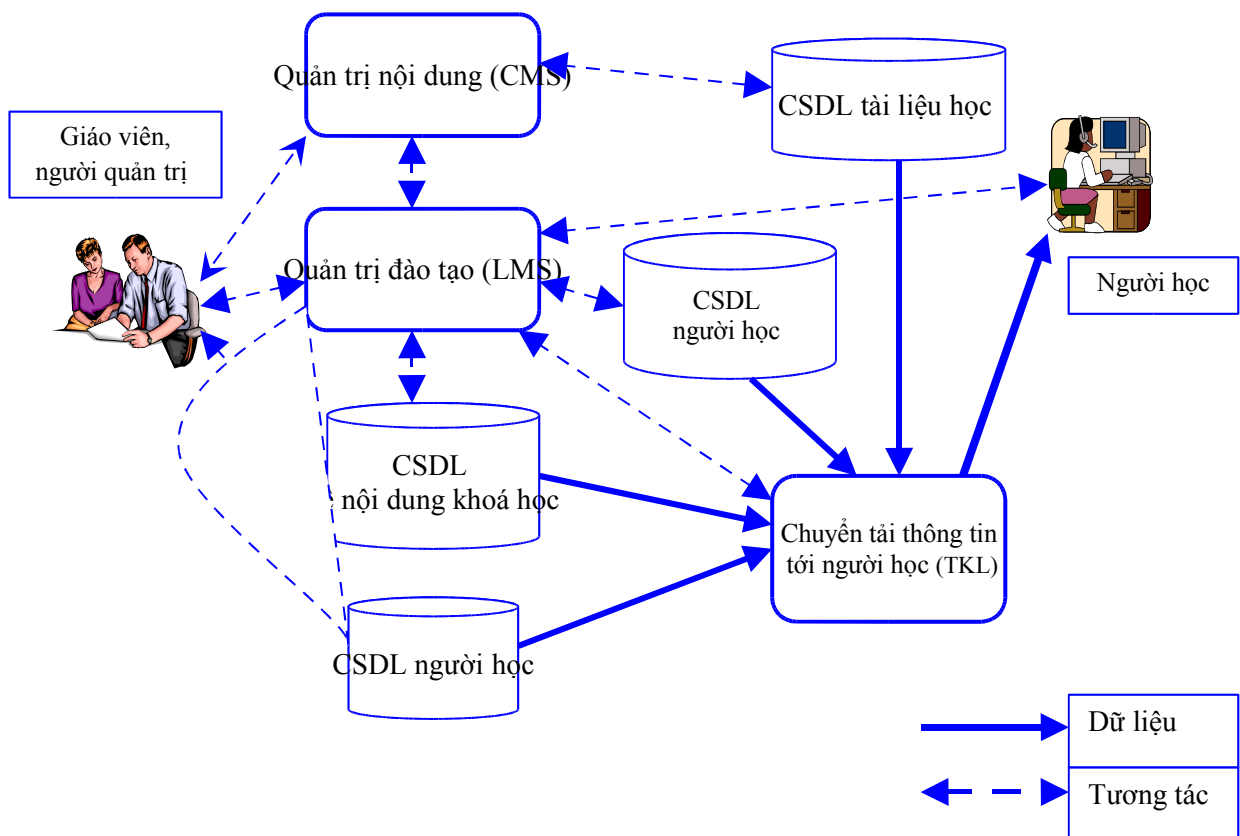 Quản trị nội dung (CMS)
CSDL tài liệu học
Giáo viên,
người quản trị
Quản trị đào tạo (LMS)
CSDL
người học
Người học
CSDL
nội dung khoá học
Chuyển tải thông tin
tới người học (TKL)
CSDL người học
Dữ liệu
Tương tác